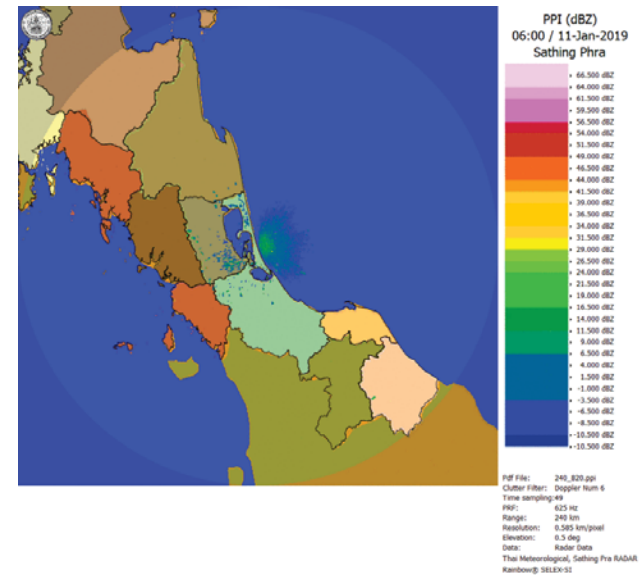 PPI (dBZ)
06:00 / 11-Jan-2019
Sathing Phra
66.500 dBZ
64.000 dBZ
61.500 dBZ
59.500 dBZ
56.500 dBZ
54.000 dBZ
51.500 dBZ
49.000 dBZ
46.500 dBZ
44.000 dBZ
41.500 dBZ
39.000 dBZ
36.500 dBZ
34.000 dBZ
31.500 dBZ
29.000 dBZ
26.500 dBZ
24.000 dBZ
21.500 dBZ
19.000 dBZ
16.500 dBZ
14.000 dBZ
11.500 dBZ
9.000 dBZ
6.500 dBZ
4.000 dBZ
1.500 dBZ
-1.000 dBZ
-3.500 dBZ
-6.500 dBZ
-8.500 dBZ
-10.500 dBZ
-10.500 dBZ
Pdf File: 240_820.ppi
Clutter Filter: Doppler Num 6
Time sampling:49
PRF: 625 Hz
Range: 240 km
Resolution: 0.585 km/pixel
Elevation: 0.5 deg
Data: Radar Data
Thai Meteorological, Sathing Pra RADAR
Rainbow® SELEX-SI